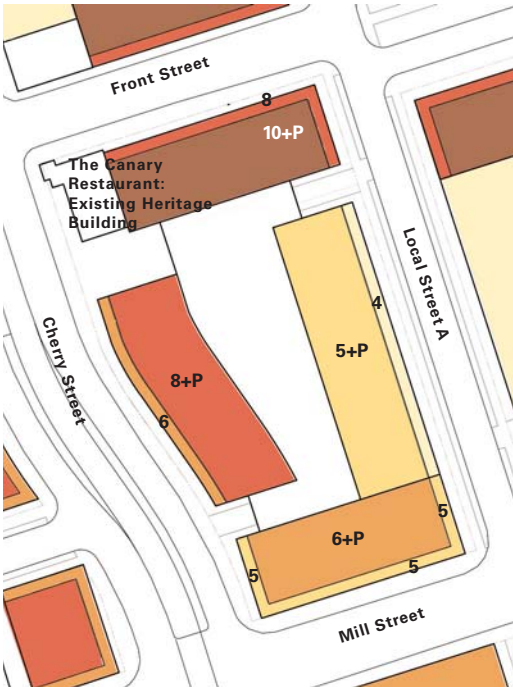 Front Street
8
10+P
The Canary
Restaurant:
Existing Heritage
Building
Local Street A
4
Cherry Street
5+P
8+P
6
5
6+P
5
5
Mill Street